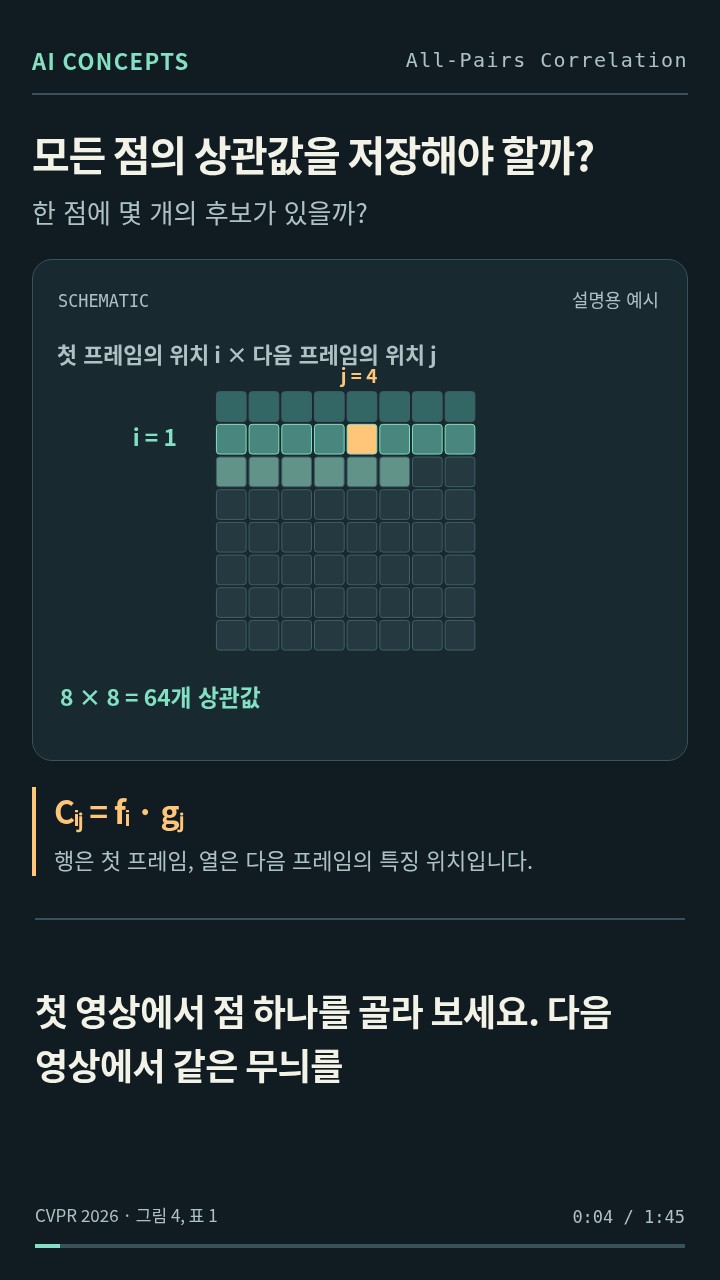 AI CONCEPTS
All-Pairs Correlation
모든 점의 상관값을 저장해야 할까?
한 점에 몇 개의 후보가 있을까?
SCHEMATIC
설명용 예시
첫 프레임의 위치 i × 다음 프레임의 위치 j
j = 4
i = 1
8 × 8 = 64개 상관값
Cᵢⱼ = fᵢ · gⱼ
행은 첫 프레임, 열은 다음 프레임의 특징 위치입니다.
첫 영상에서 점 하나를 골라 보세요. 다음
영상에서 같은 무늬를
CVPR 2026 · 그림 4, 표 1
0:04 / 1:45